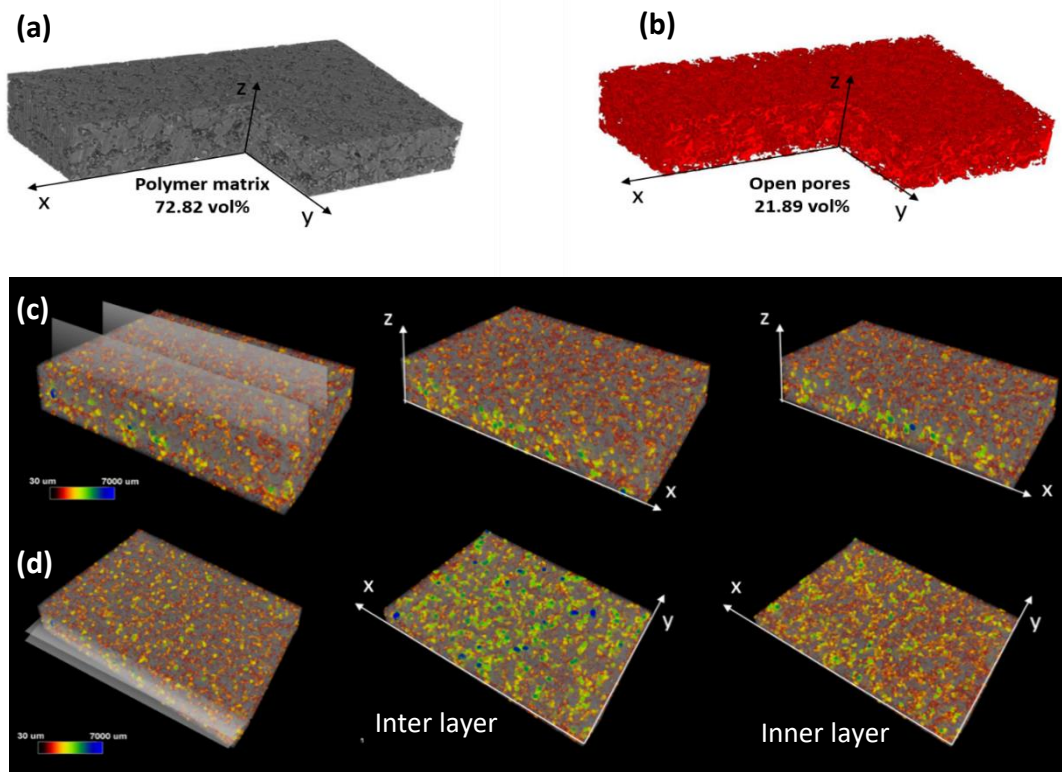 (a)
z
x
Polymer matrix
72.82 vol%
y
(b)
z
x
Open pores
21.89 vol%
y
(c)
z
x
z
x
30 um
7000 um
(d)
x
y
Inter layer
x
y
Inner layer
30 um
7000 um